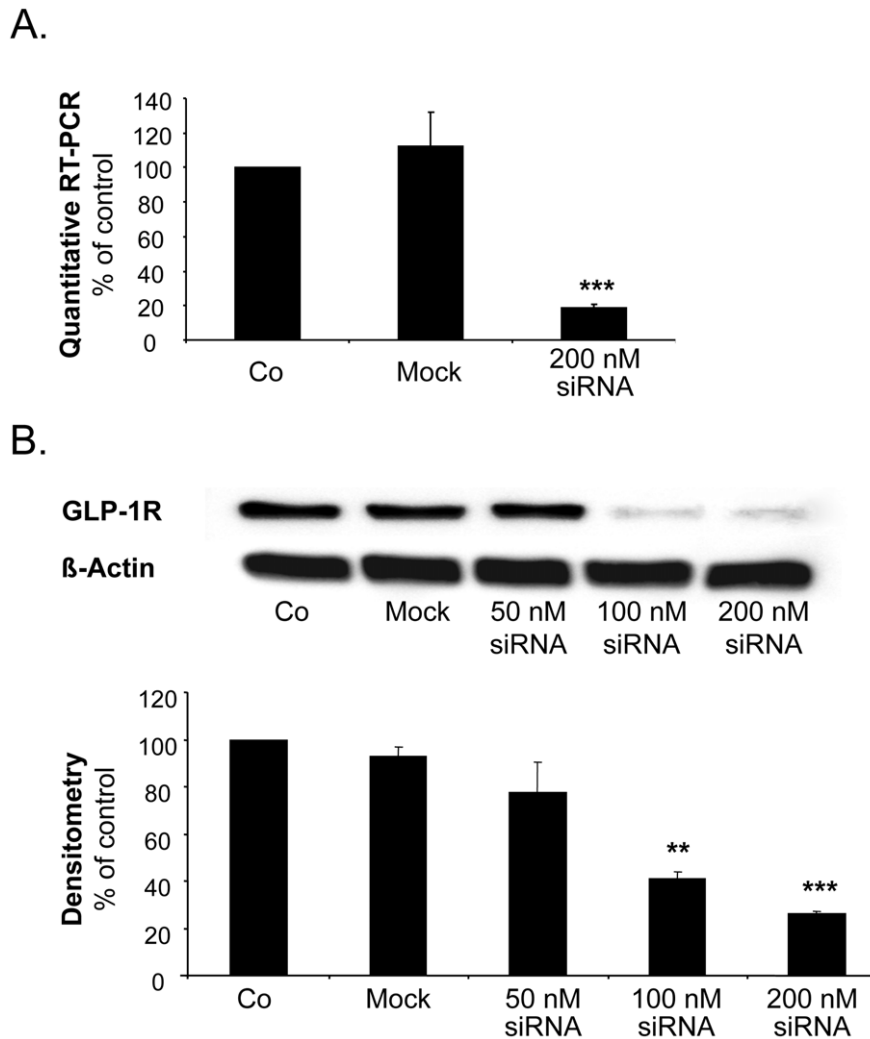 A.
Quantitative RT-PCR
% of control
140
120
100
80
60
40
20
0
***
Co
Mock
200 nM
siRNA
B.
GLP-1R
ß-Actin
Co
Mock
50 nM
siRNA
100 nM
siRNA
200 nM
siRNA
Densitometry
% of control
120
100
80
60
40
20
0
**
***
Co
Mock
50 nM
siRNA
100 nM
siRNA
200 nM
siRNA